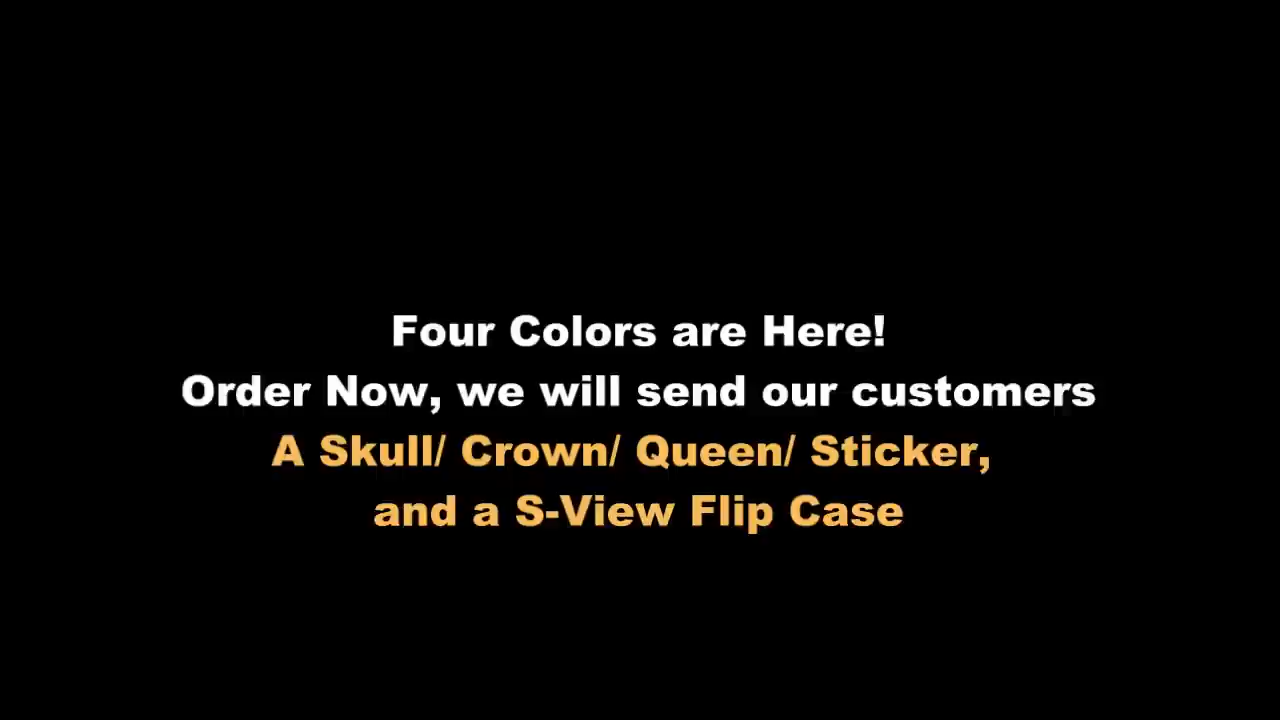 Four Colors are Here!
Order Now, we will send our customers
A Skull/ Crown/ Queen/ Sticker,
and a S-View Flip Case